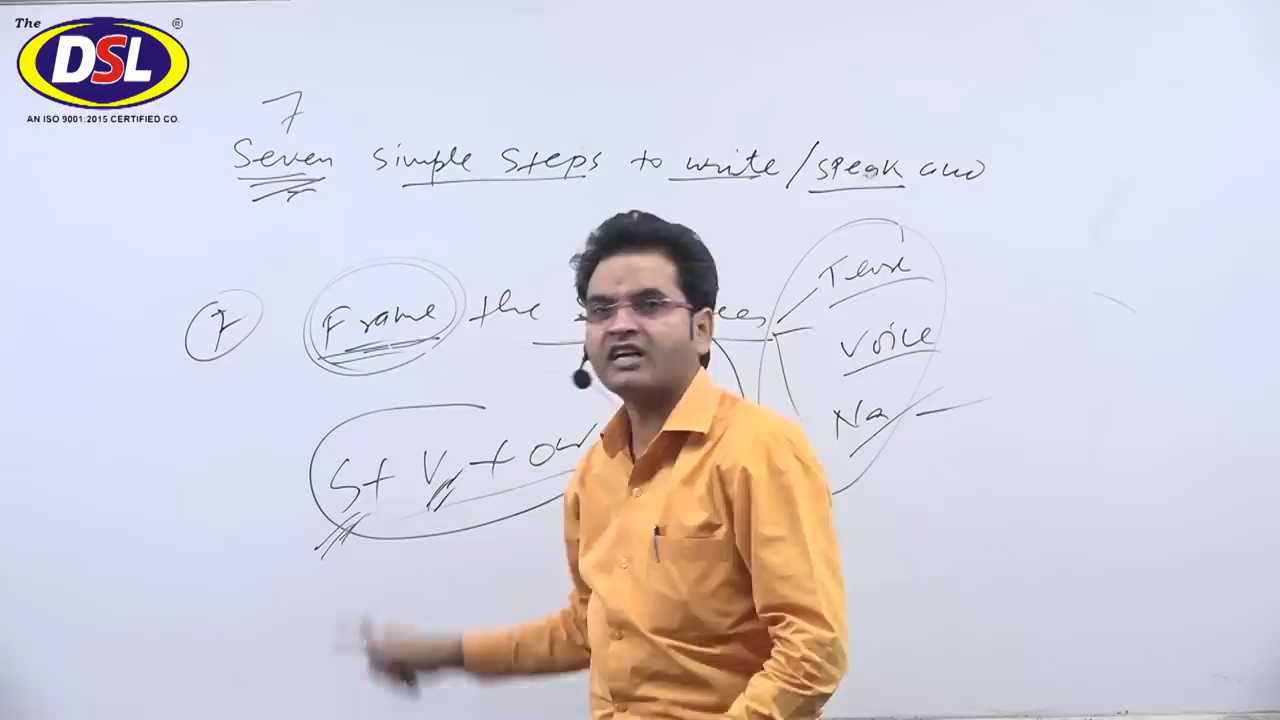 The
®
DSL
AN ISO 9001:2015 CERTIFIED CO.
7
Seven simple steps to write / speak
I Frame the
Tense
Voice
S + V + O